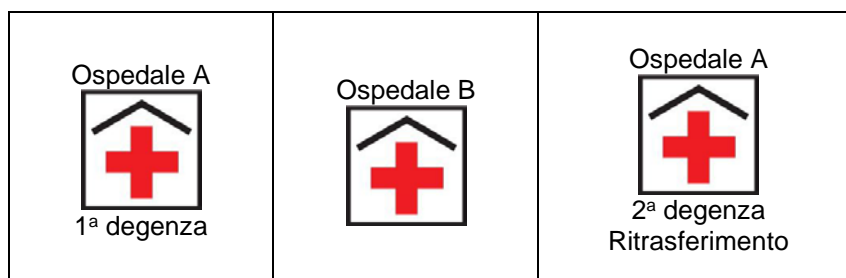 Ospedale A
1ª degenza
Ospedale B
Ospedale A
2ª degenza
Ritrasferimento